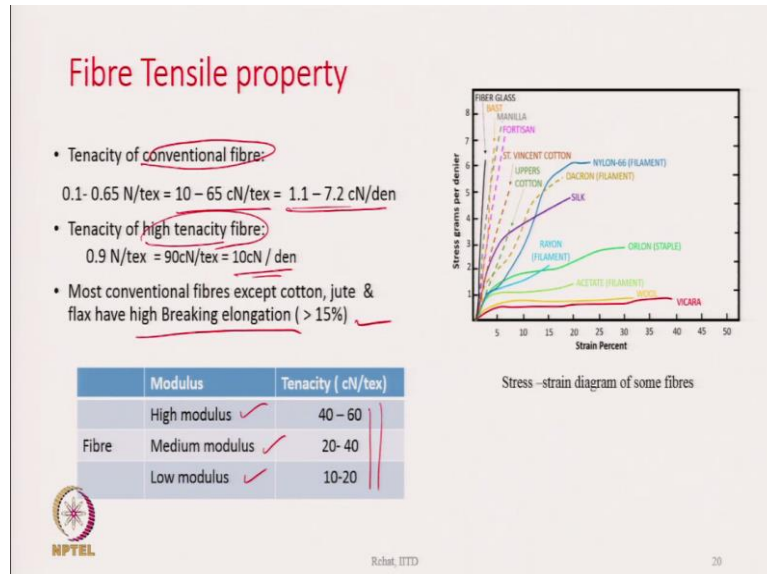 Fibre Tensile property
• Tenacity of conventional fibre:
0.1- 0.65 N/tex = 10 – 65 cN/tex = 1.1 – 7.2 cN/den
• Tenacity of high tenacity fibre:
0.9 N/tex = 90cN/tex = 10cN / den
• Most conventional fibres except cotton, jute &
flax have high Breaking elongation ( > 15%)
Modulus Tenacity ( cN/tex)
High modulus 40 – 60
Fibre Medium modulus 20- 40
Low modulus 10-20
FIBER GLASS
BAST
MANILLA
FORTISAN
ST. VINCENT COTTON
UPPERS
COTTON
NYLON-66 (FILAMENT)
DACRON (FILAMENT)
SILK
RAYON
(FILAMENT)
ORLON (STAPLE)
ACETATE (FILAMENT)
WOOL
VICARA
Stress grams per denier
8
7
6
5
4
3
2
1
5 10 15 20 25 30 35 40 45 50
Strain Percent
Stress –strain diagram of some fibres
NPTEL
Rehat, IITD
20